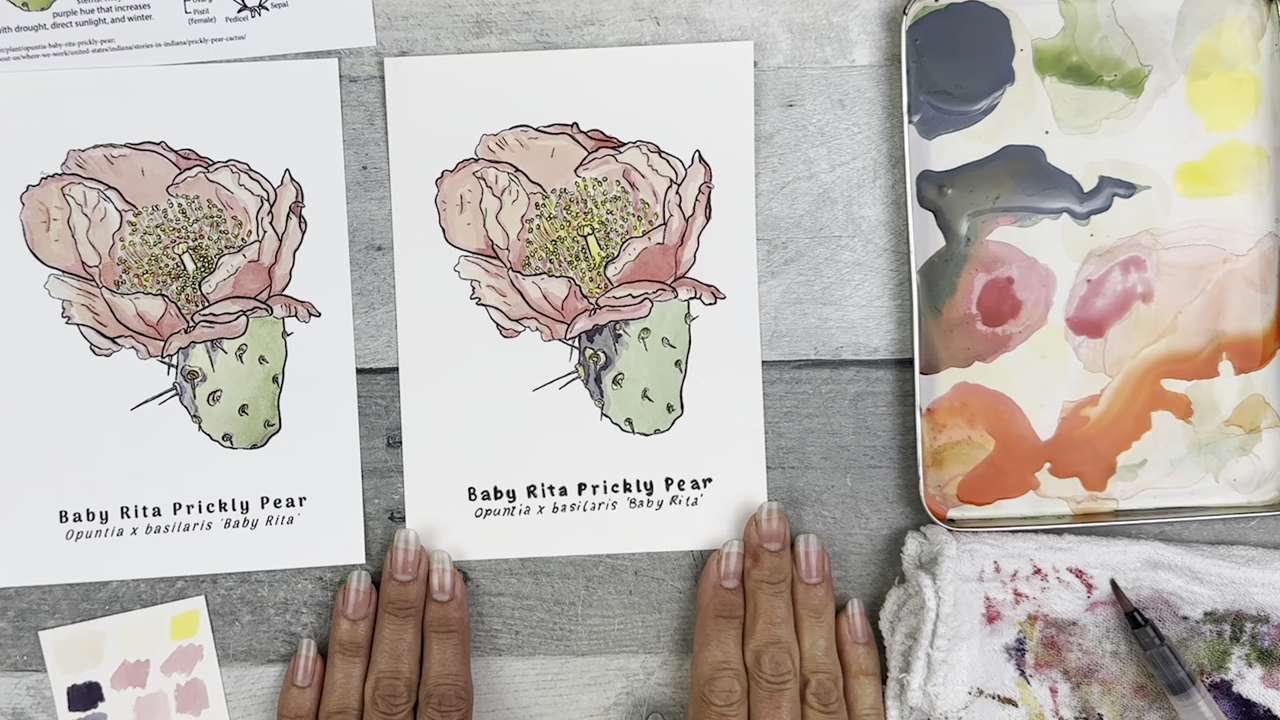 purple hue that increases
with drought, direct sunlight, and winter.
Pistil
(female)
Pedicel
Sepal
Baby Rita Prickly Pear
Opuntia x basilaris 'Baby Rita'
Baby Rita Prickly Pear
Opuntia x basilaris 'Baby Rita'